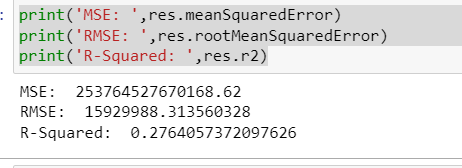 :
print('MSE: ',res.meanSquaredError)
print('RMSE: ',res.rootMeanSquaredError)
print('R-Squared: ',res.r2)
MSE:  253764527670168.62
RMSE:  15929988.313560328
R-Squared:  0.2764057372097626